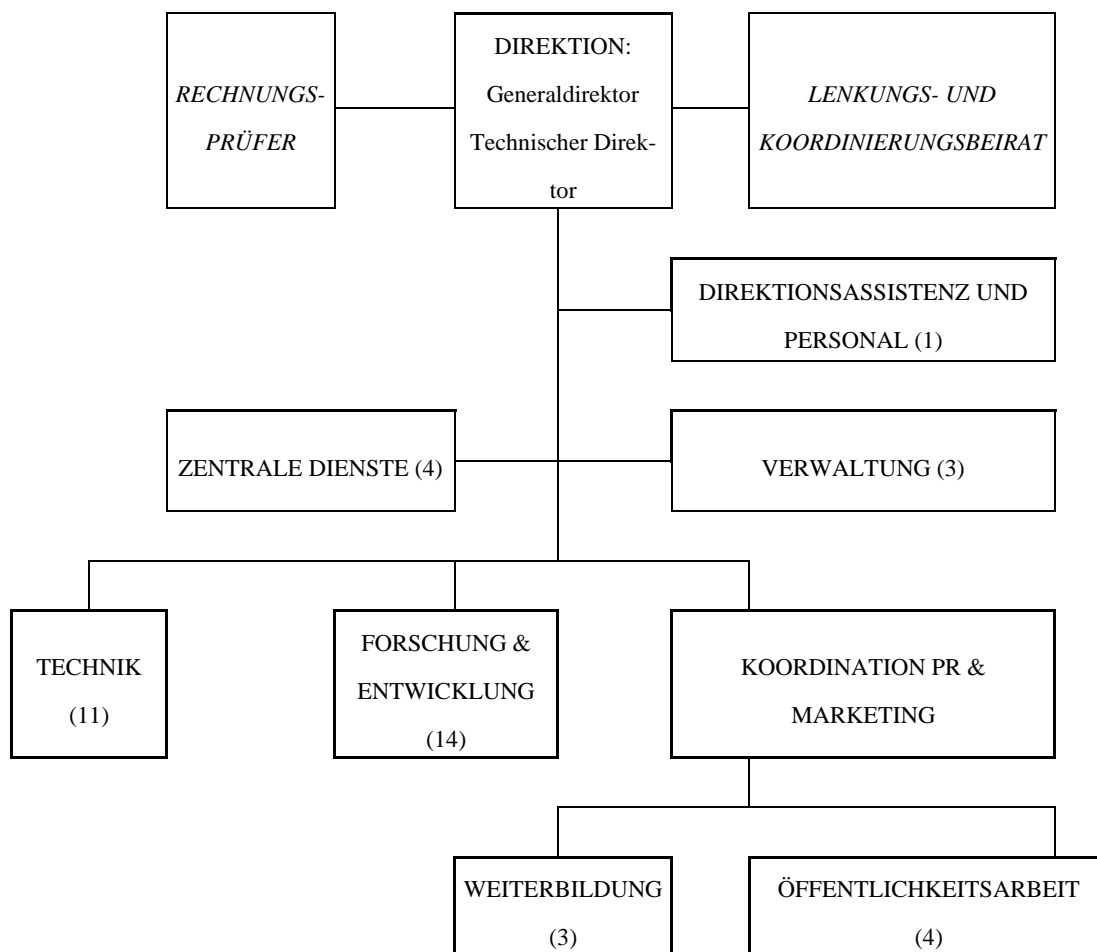 RECHNUNGS-
PRÜFER
DIREKTION:
Generaldirektor
Technischer Direk-
tor
LENKUNGS- UND
KOORDINIERUNGSBEIRAT
DIREKTIONSASSISTENZ UND
PERSONAL (1)
ZENTRALE DIENSTE (4)
VERWALTUNG (3)
TECHNIK
(11)
FORSCHUNG &
ENTWICKLUNG
(14)
KOORDINATION PR &
MARKETING
WEITERBILDUNG
(3)
ÖFFENTLICHKEITSARBEIT
(4)